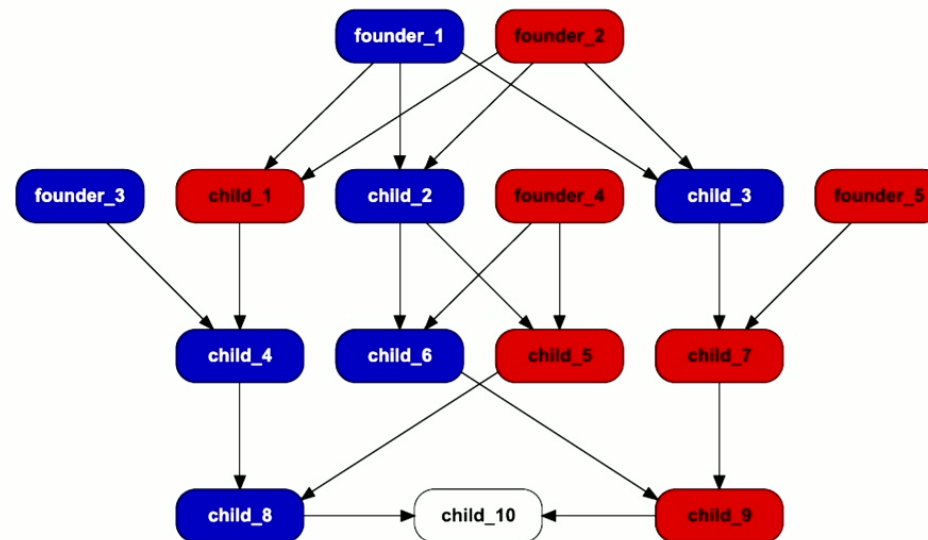 founder_1
founder_2
founder_3
child_1
child_2
founder_4
child_3
founder_5
child_4
child_6
child_5
child_7
child_8
child_10
child_9